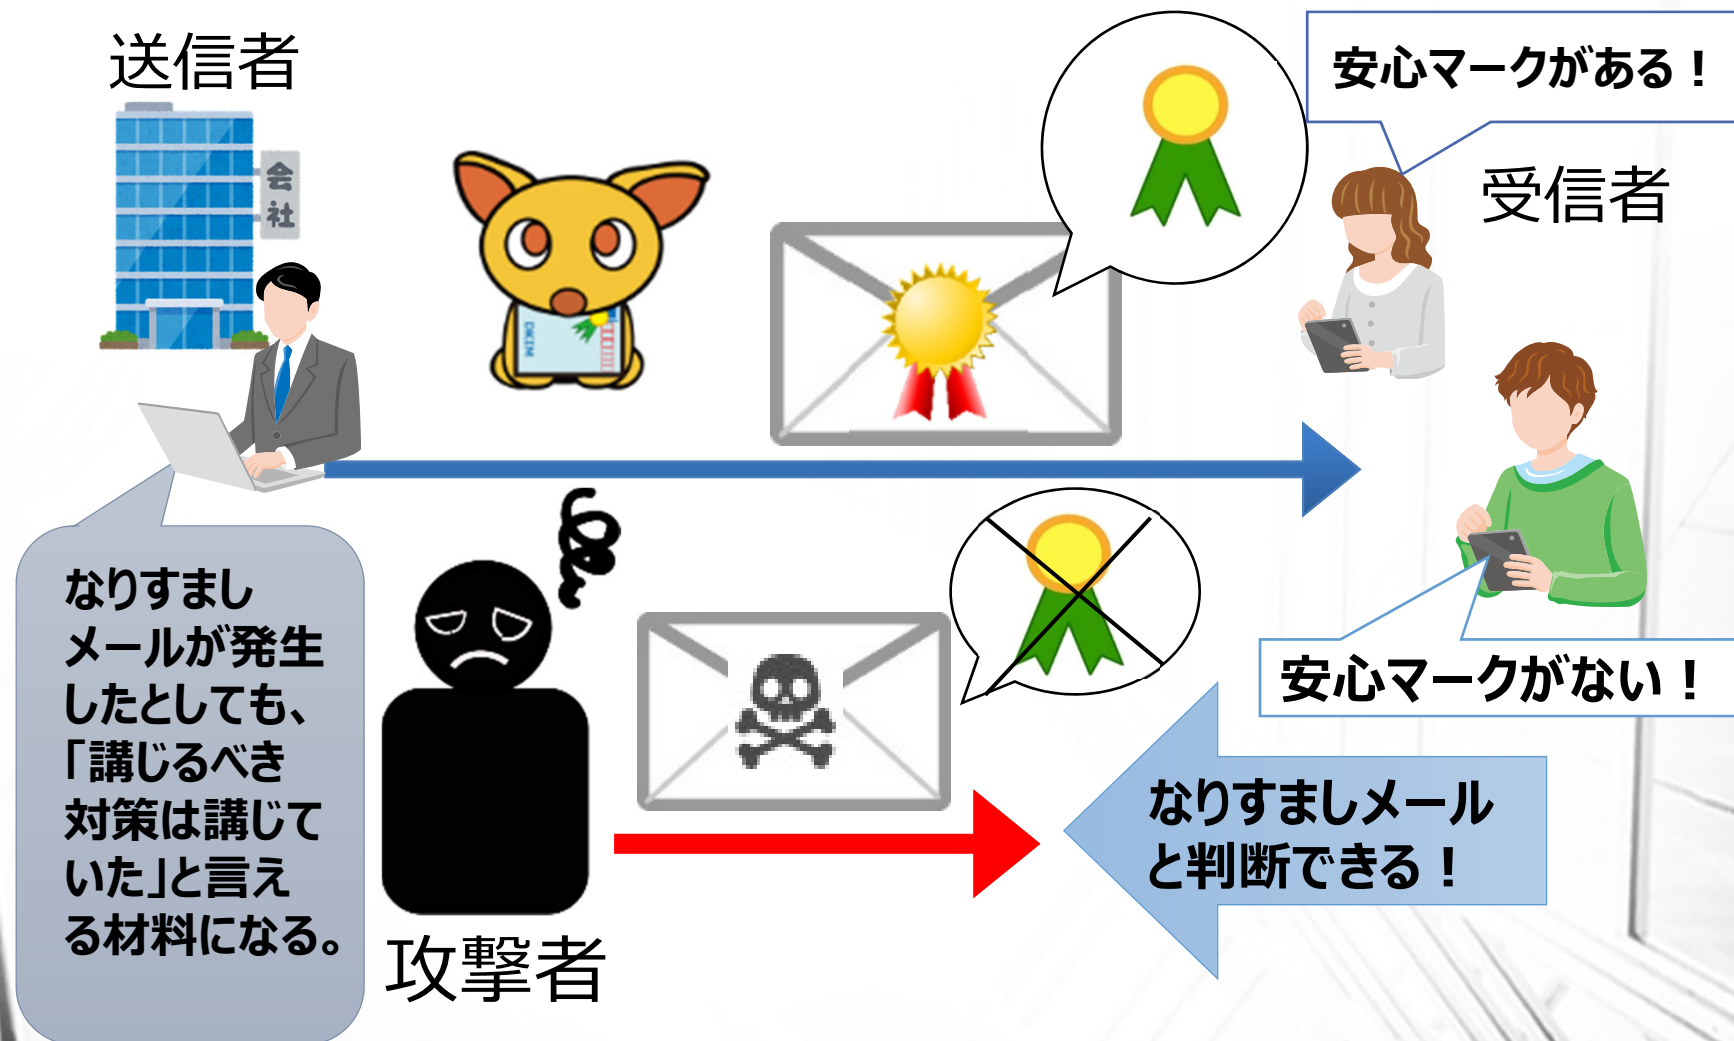 送信者
会社
安心マークがある！
受信者
DKIM
なりすまし
メールが発生
したとしても、
「講じるべき
対策は講じて
いた」と言え
る材料になる。
安心マークがない！
なりすましメール
と判断できる！
攻撃者